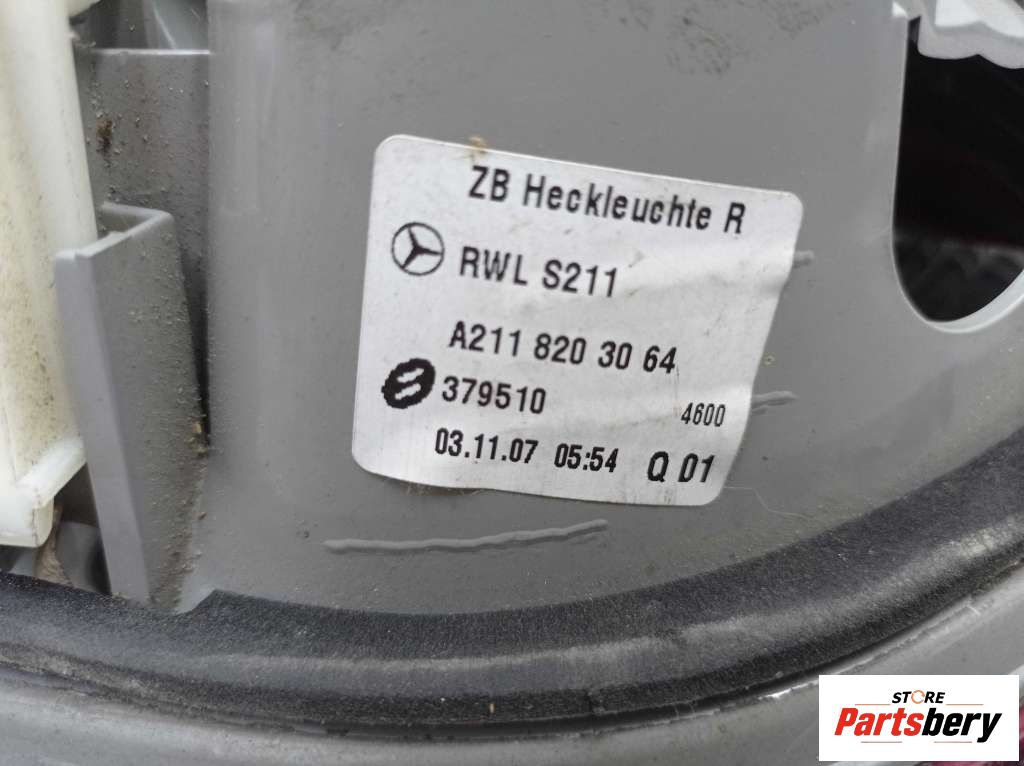 ZB Heckleuchte R
RWL S211
A211 820 30 64
379510 4600
03.11.07 05:54 Q 01
STORE
Partsbery